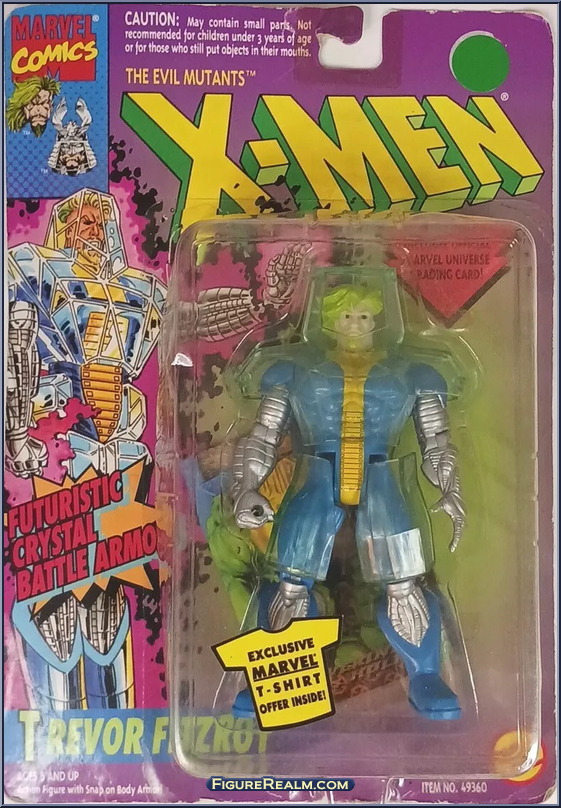 MARVEL
COMICS
CAUTION: May contain small parts. Not
recommended for children under 3 years of age
or for those who still put objects in their mouths.
THE EVIL MUTANTS™
X-MEN®
OFFICIAL
MARVEL UNIVERSE
TRADING CARD!
FUTURISTIC
CRYSTAL
BATTLE ARMO
EXCLUSIVE
MARVEL
T-SHIRT
OFFER INSIDE!
TREVOR FITZROY
AGES 5 AND UP
Action Figure with Snap on Body Armor!
ITEM NO. 49360
FIGUREREALM.COM